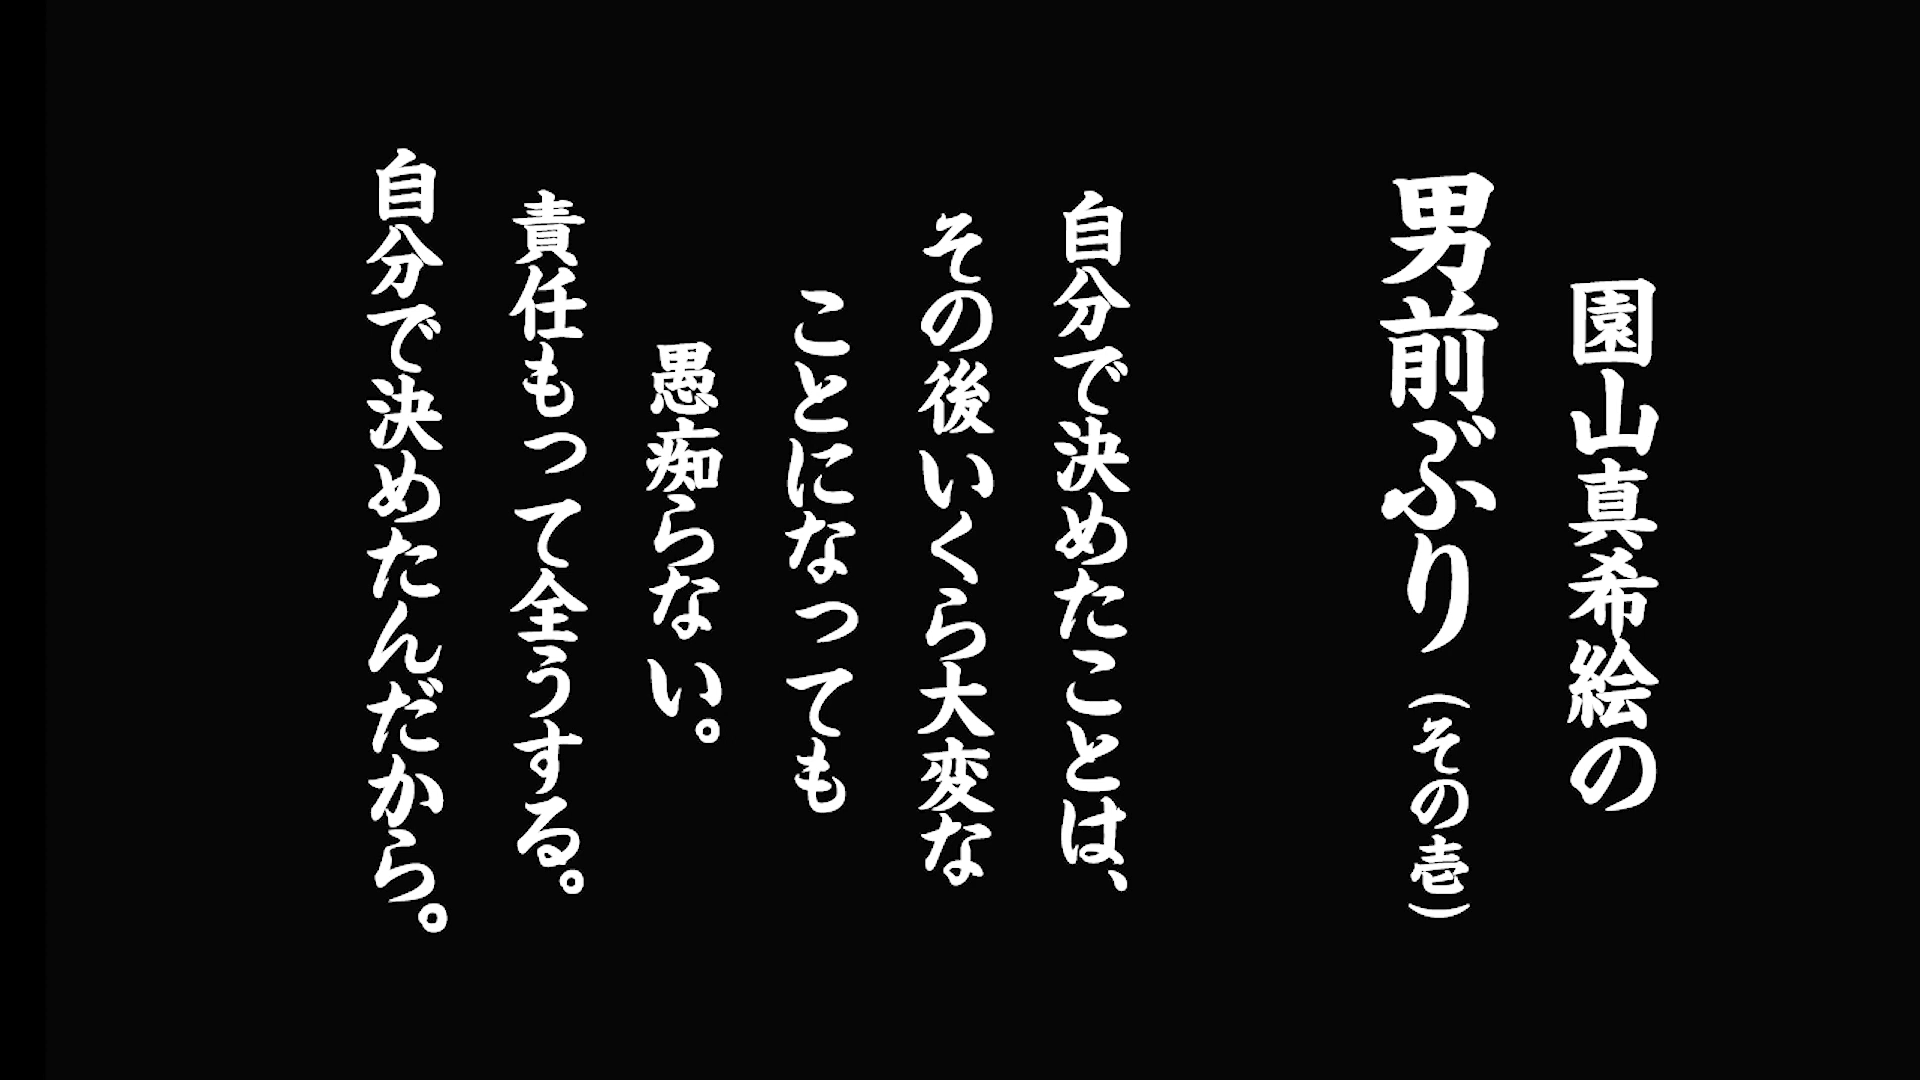 園山真希絵の
男前ぶり（その壱）
自分で決めたことは、
その後いくら大変な
ことになっても
愚痴らない。
責任もって全うする。
自分で決めたんだから。